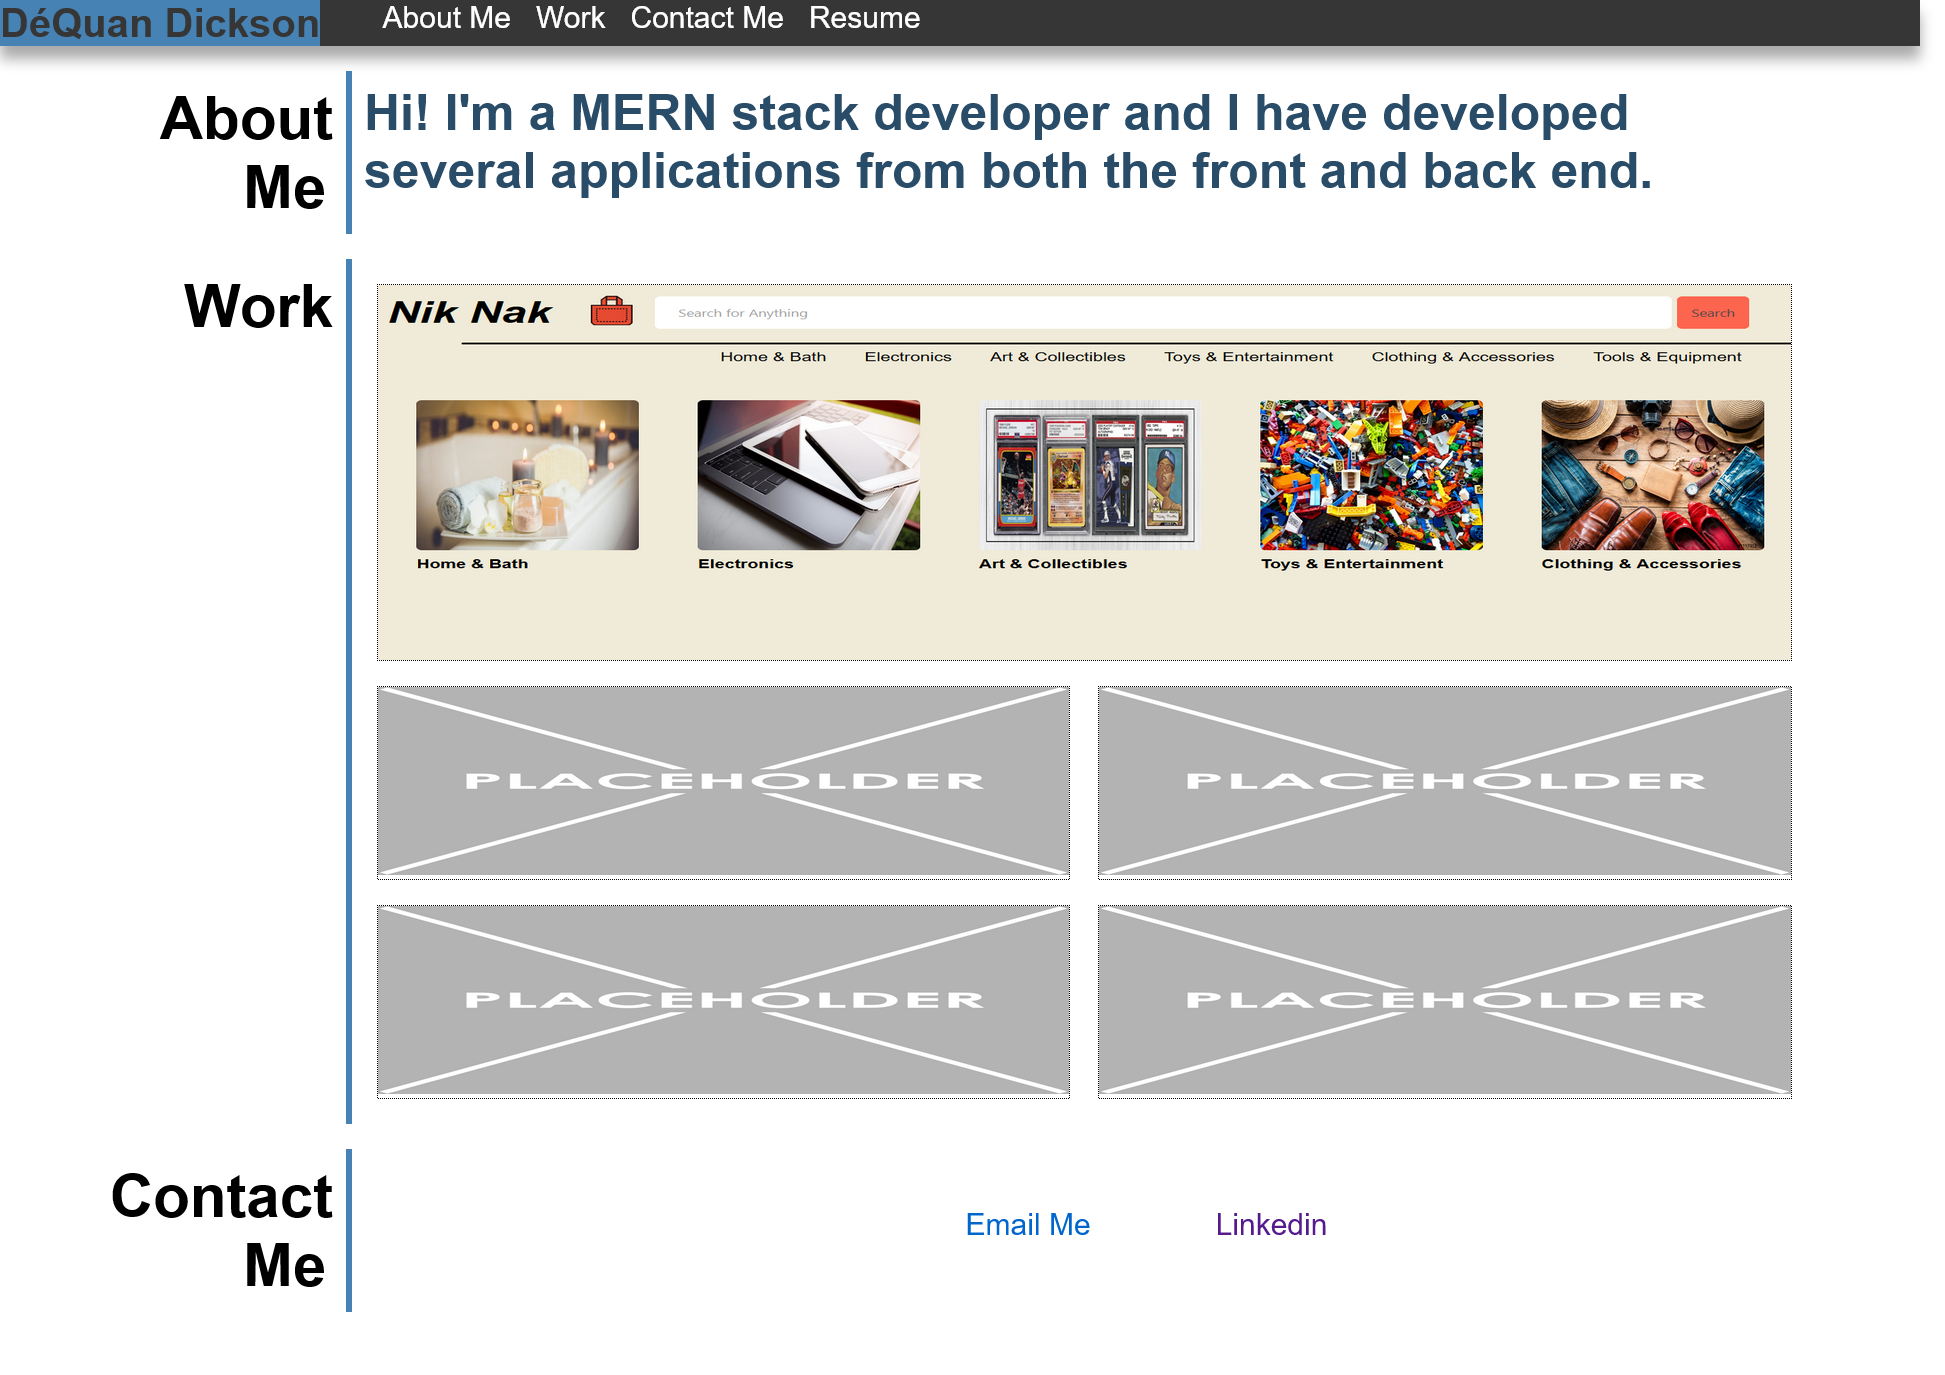 DéQuan Dickson
About Me Work Contact Me Resume
About
Me
Hi! I'm a MERN stack developer and I have developed
several applications from both the front and back end.
Work
Nik Nak
Search for Anything
Search
Home & Bath Electronics Art & Collectibles Toys & Entertainment Clothing & Accessories Tools & Equipment
Home & Bath
Electronics
Art & Collectibles
Toys & Entertainment
Clothing & Accessories
PLACEHOLDER
PLACEHOLDER
PLACEHOLDER
PLACEHOLDER
Contact
Me
Email Me
Linkedin